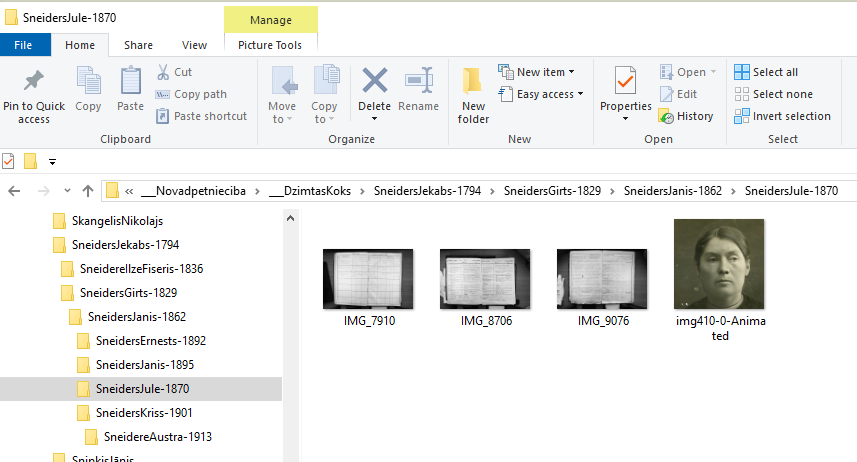 SneidersJule-1870
Manage
File
Home
Share
View
Picture Tools
Pin to Quick access
Copy
Paste
Cut
Copy path
Paste shortcut
Clipboard
Move to
Copy to
Delete
Rename
Organize
New folder
New item
Easy access
New
Properties
Open
Edit
History
Open
Select all
Select none
Invert selection
Select
« ___Novadpetnieciba > ___DzimtasKoks > SneidersJekabs-1794 > SneidersGirts-1829 > SneidersJanis-1862 > SneidersJule-1870
SkangelisNikolajs
SneidersJekabs-1794
SneiderellzeFiseris-1836
SneidersGirts-1829
SneidersJanis-1862
SneidersErnests-1892
SneidersJanis-1895
SneidersJule-1870
SneidersKriss-1901
SneidereAustra-1913
IMG_7910
IMG_8706
IMG_9076
img410-0-Anima
ted